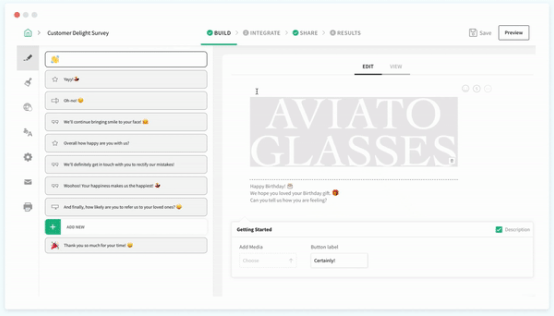 Customer Delight Survey
BUILD
INTEGRATE
SHARE
RESULTS
Save
Preview
Yayy!
Oh no!
We'll continue bringing smile to your face!
Overall how happy are you with us?
We'll definitely get in touch with you to rectify our mistakes!
Woohoo! Your happiness makes us the happiest!
And finally, how likely are you to refer us to your loved ones?
ADD NEW
Thank you so much for your time!
EDIT
VIEW
AVIATO
GLASSES
Happy Birthday!
We hope you loved your Birthday gift.
Can you tell us how you are feeling?
Getting Started
Description
Add Media
Button label
Choose
Certainly!